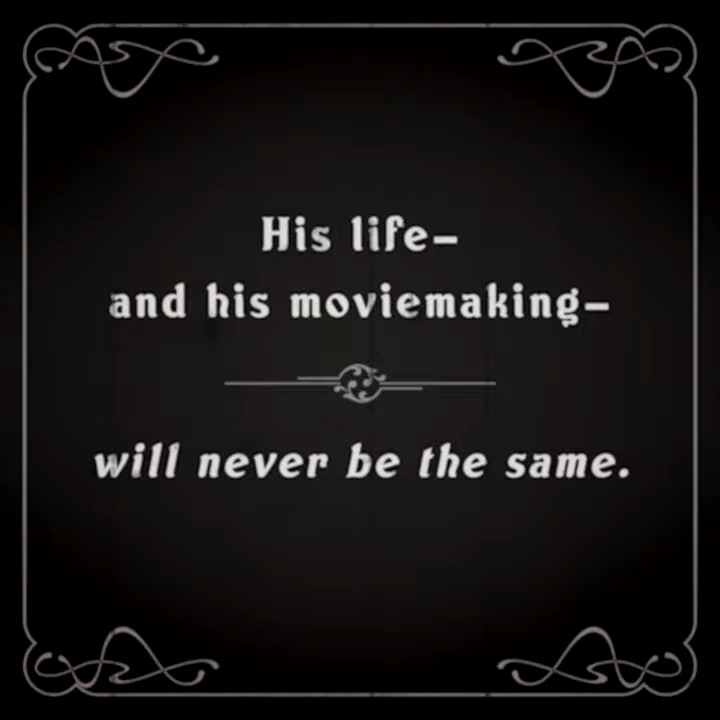 His life–
and his moviemaking–
will never be the same.